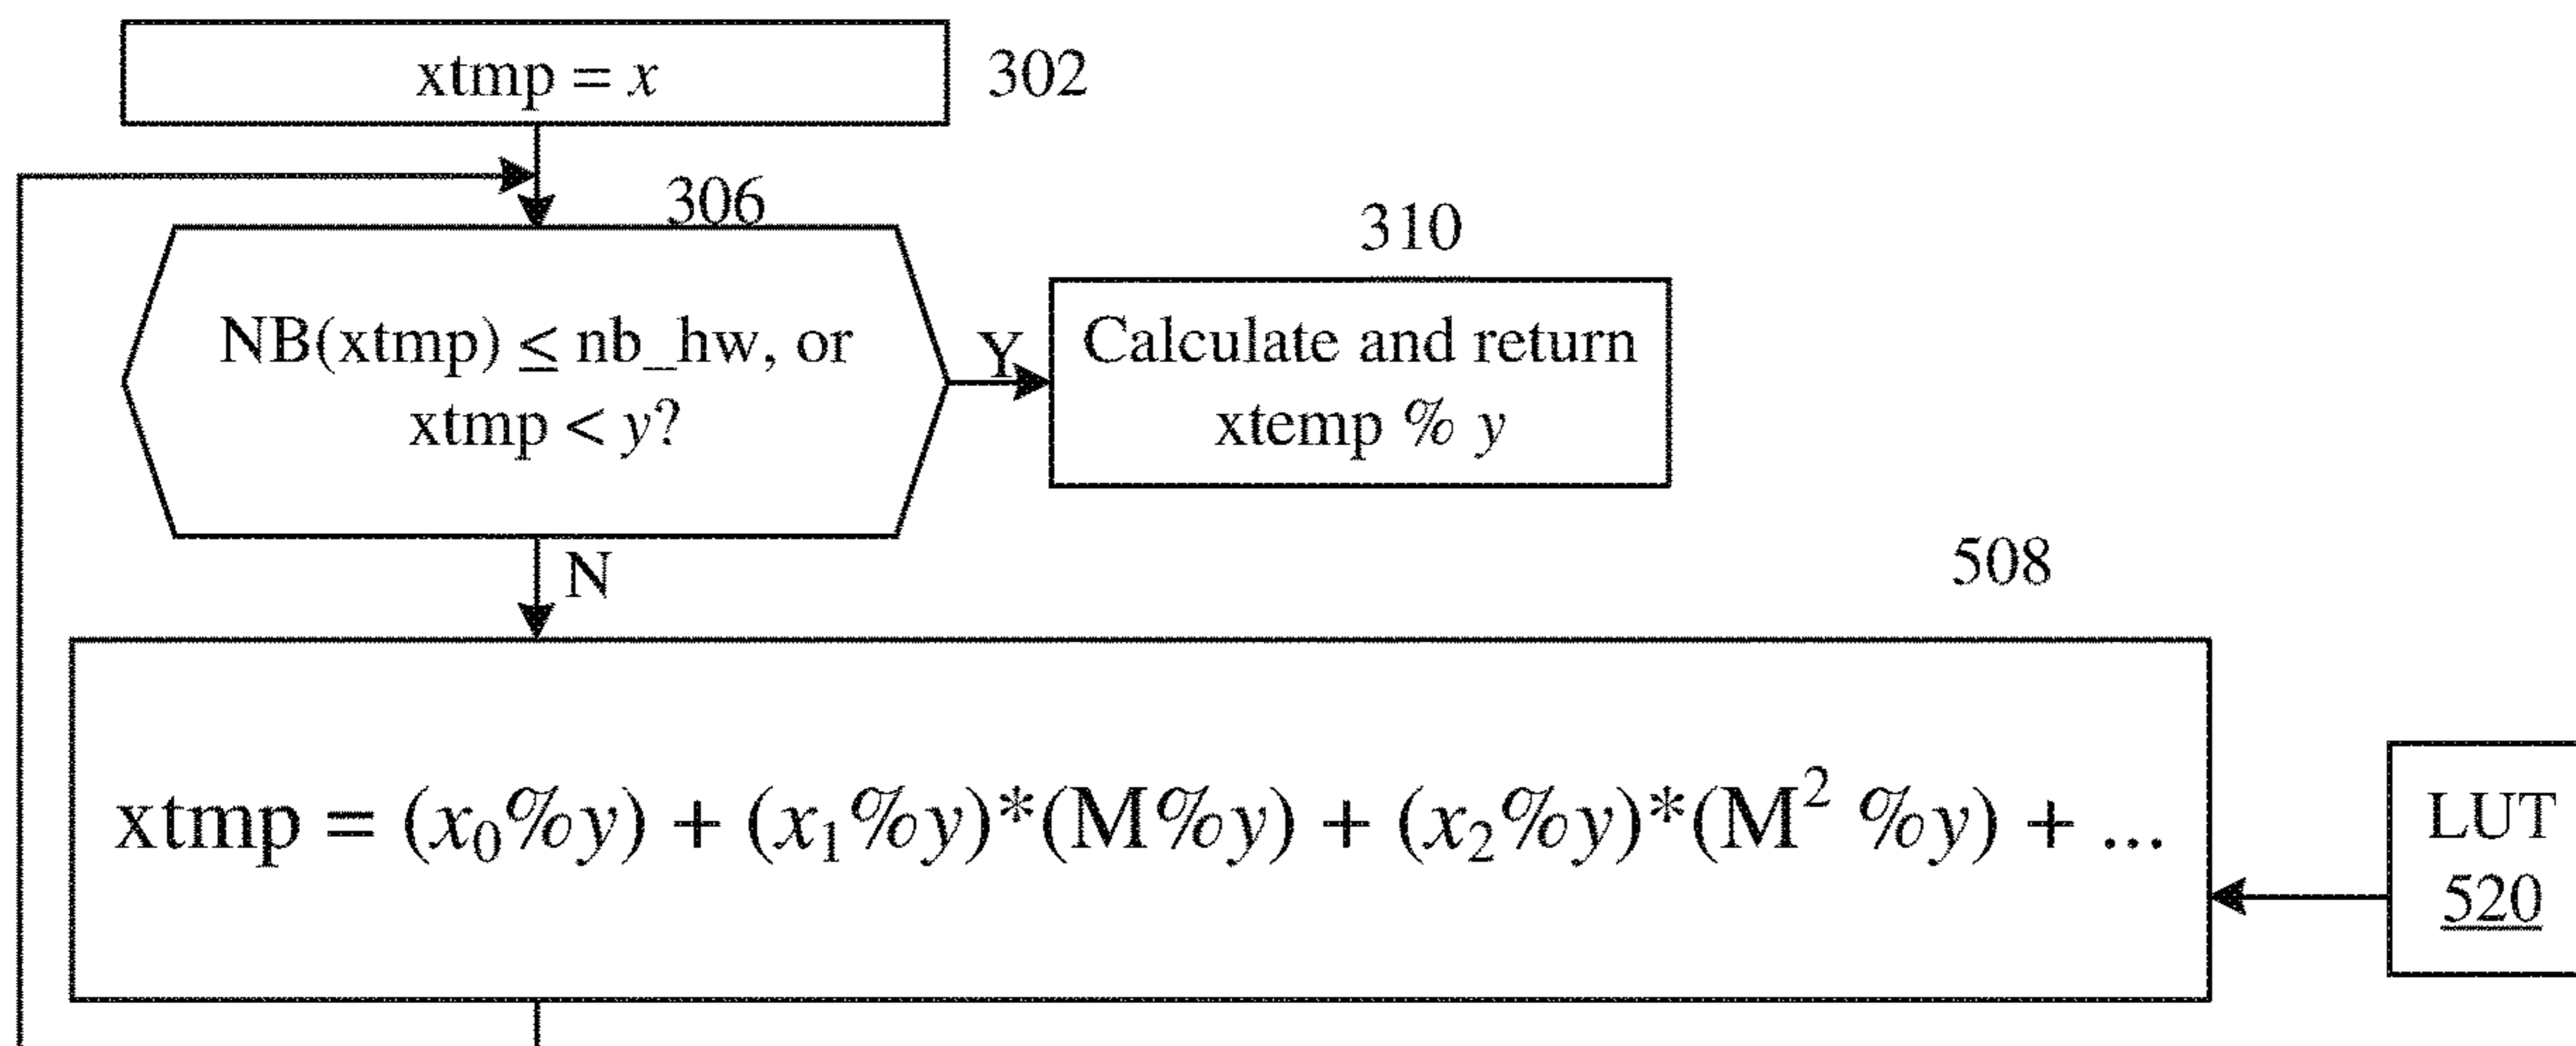 xtmp = x
302
306
NB(xtmp) ≤ nb_hw, or
xtmp < y?
Y
310
Calculate and return
xtemp % y
N
508
xtmp = (x₀%y) + (x₁%y)*(M%y) + (x₂%y)*(M² %y) + ...
LUT
520